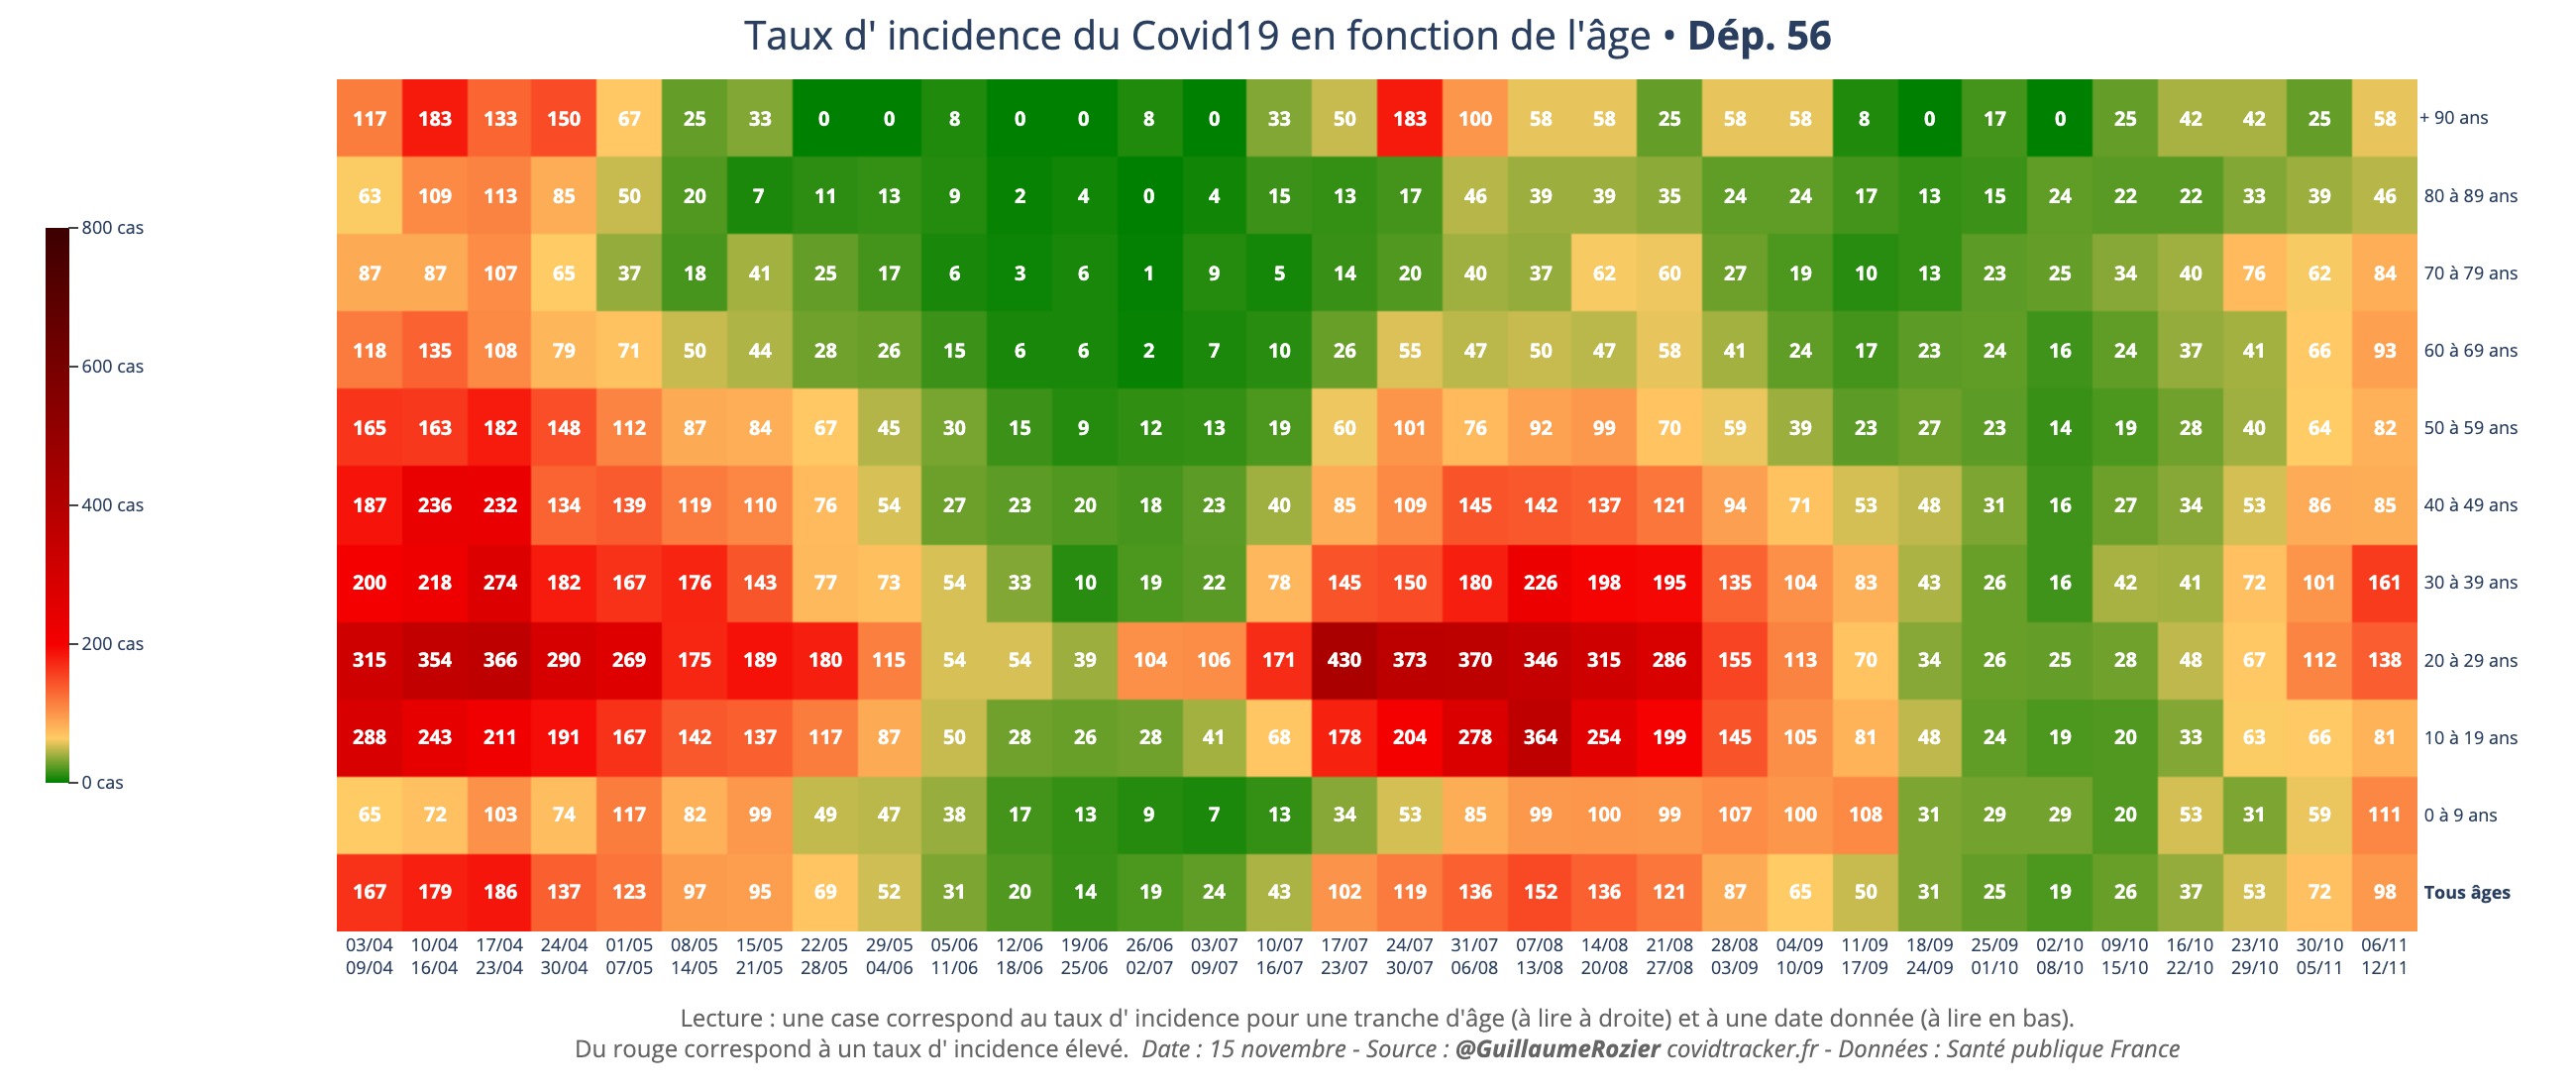 Taux d' incidence du Covid19 en fonction de l'âge • Dép. 56
800 cas
600 cas
400 cas
200 cas
0 cas
117 183 133 150 67 25 33 0 0 8 0 0 8 0 33 50 183 100 58 58 25 58 58 8 0 17 0 25 42 42 25 58 + 90 ans
63 109 113 85 50 20 7 11 13 9 2 4 0 4 15 13 17 46 39 39 35 24 24 17 13 15 24 22 22 33 39 46 80 à 89 ans
87 87 107 65 37 18 41 25 17 6 3 6 1 9 5 14 20 40 37 62 60 27 19 10 13 23 25 34 40 76 62 84 70 à 79 ans
118 135 108 79 71 50 44 28 26 15 6 6 2 7 10 26 55 47 50 47 58 41 24 17 23 24 16 24 37 41 66 93 60 à 69 ans
165 163 182 148 112 87 84 67 45 30 15 9 12 13 19 60 101 76 92 99 70 59 39 23 27 23 14 19 28 40 64 82 50 à 59 ans
187 236 232 134 139 119 110 76 54 27 23 20 18 23 40 85 109 145 142 137 121 94 71 53 48 31 16 27 34 53 86 85 40 à 49 ans
200 218 274 182 167 176 143 77 73 54 33 10 19 22 78 145 150 180 226 198 195 135 104 83 43 26 16 42 41 72 101 161 30 à 39 ans
315 354 366 290 269 175 189 180 115 54 54 39 104 106 171 430 373 370 346 315 286 155 113 70 34 26 25 28 48 67 112 138 20 à 29 ans
288 243 211 191 167 142 137 117 87 50 28 26 28 41 68 178 204 278 364 254 199 145 105 81 48 24 19 20 33 63 66 81 10 à 19 ans
65 72 103 74 117 82 99 49 47 38 17 13 9 7 13 34 53 85 99 100 99 107 100 108 31 29 29 20 53 31 59 111 0 à 9 ans
167 179 186 137 123 97 95 69 52 31 20 14 19 24 43 102 119 136 152 136 121 87 65 50 31 25 19 26 37 53 72 98 Tous âges
03/04 10/04 17/04 24/04 01/05 08/05 15/05 22/05 29/05 05/06 12/06 19/06 26/06 03/07 10/07 17/07 24/07 31/07 07/08 14/08 21/08 28/08 04/09 11/09 18/09 25/09 02/10 09/10 16/10 23/10 30/10 06/11
09/04 16/04 23/04 30/04 07/05 14/05 21/05 28/05 04/06 11/06 18/06 25/06 02/07 09/07 16/07 23/07 30/07 06/08 13/08 20/08 27/08 03/09 10/09 17/09 24/09 01/10 08/10 15/10 22/10 29/10 05/11 12/11
Lecture : une case correspond au taux d' incidence pour une tranche d'âge (à lire à droite) et à une date donnée (à lire en bas).
Du rouge correspond à un taux d' incidence élevé. Date : 15 novembre - Source : @GuillaumeRozier covidtracker.fr - Données : Santé publique France